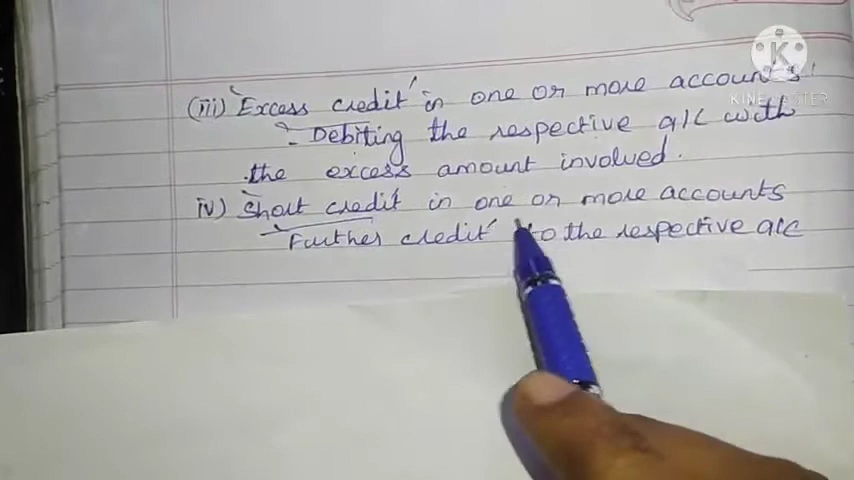 KINEMASTER
(iii) Excess credit in one or more accounts
- Debiting the respective a/c with
the excess amount involved.
iv) Short credit in one or more accounts
Further credit to the respective a/c